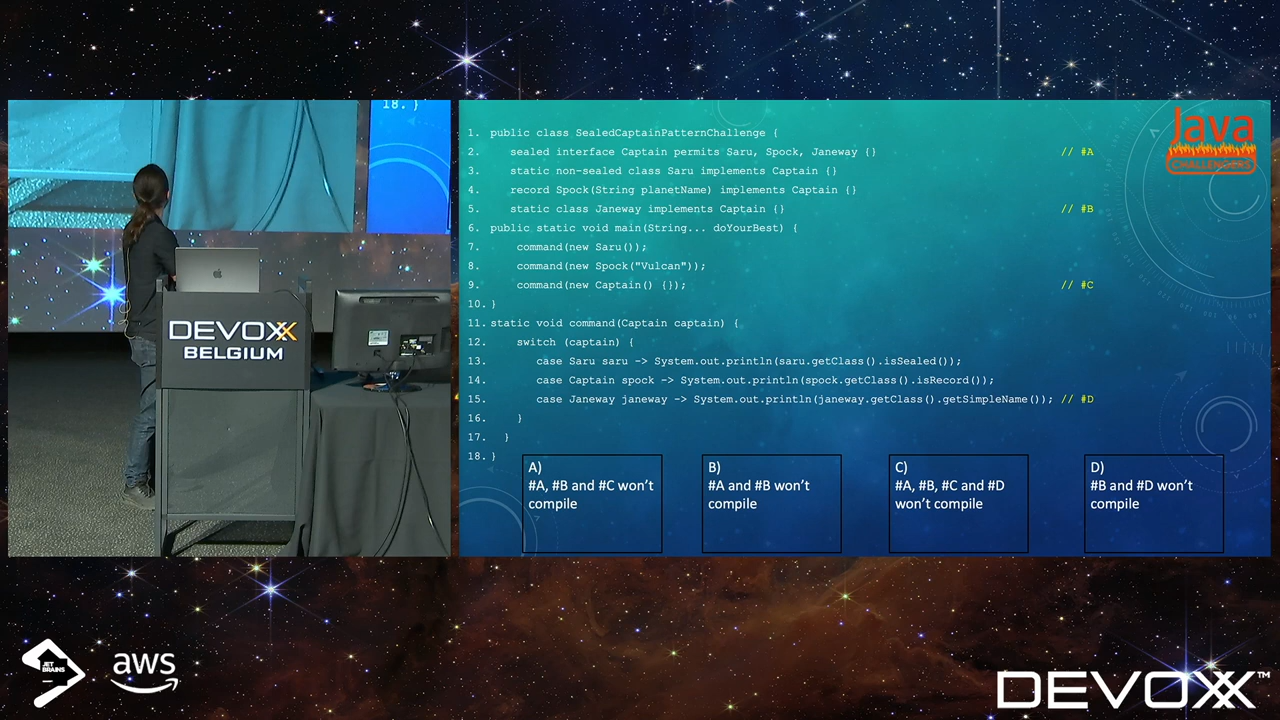 18. }
DEVOXX
BELGIUM
Java
CHALLENGERS
1. public class SealedCaptainPatternChallenge {
2. sealed interface Captain permits Saru, Spock, Janeway {} // #A
3. static non-sealed class Saru implements Captain {}
4. record Spock(String planetName) implements Captain {}
5. static class Janeway implements Captain {} // #B
6. public static void main(String... doYourBest) {
7. command(new Saru());
8. command(new Spock("Vulcan"));
9. command(new Captain() {}); // #C
10. }
11. static void command(Captain captain) {
12. switch (captain) {
13. case Saru saru -> System.out.println(saru.getClass().isSealed());
14. case Captain spock -> System.out.println(spock.getClass().isRecord());
15. case Janeway janeway -> System.out.println(janeway.getClass().getSimpleName()); // #D
16. }
17. }
18. }
A)
#A, #B and #C won't
compile
B)
#A and #B won't
compile
C)
#A, #B, #C and #D
won't compile
D)
#B and #D won't
compile
JET
BRAINS
aws
DEVOXX™